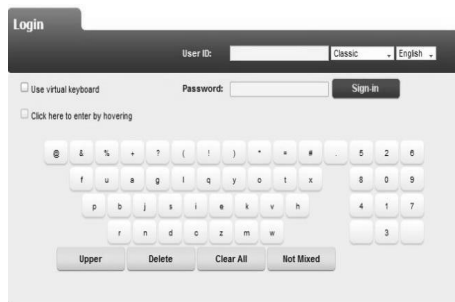 Login
User ID: Classic English
Use virtual keyboard Password: Sign-in
Click here to enter by hovering
@ & % + ? ( ! ) * = # . 5 2 6
f u a g l q y o t x 8 0 9
p b j s i e k v h 4 1 7
r n d c z m w 3
Upper Delete Clear All Not Mixed